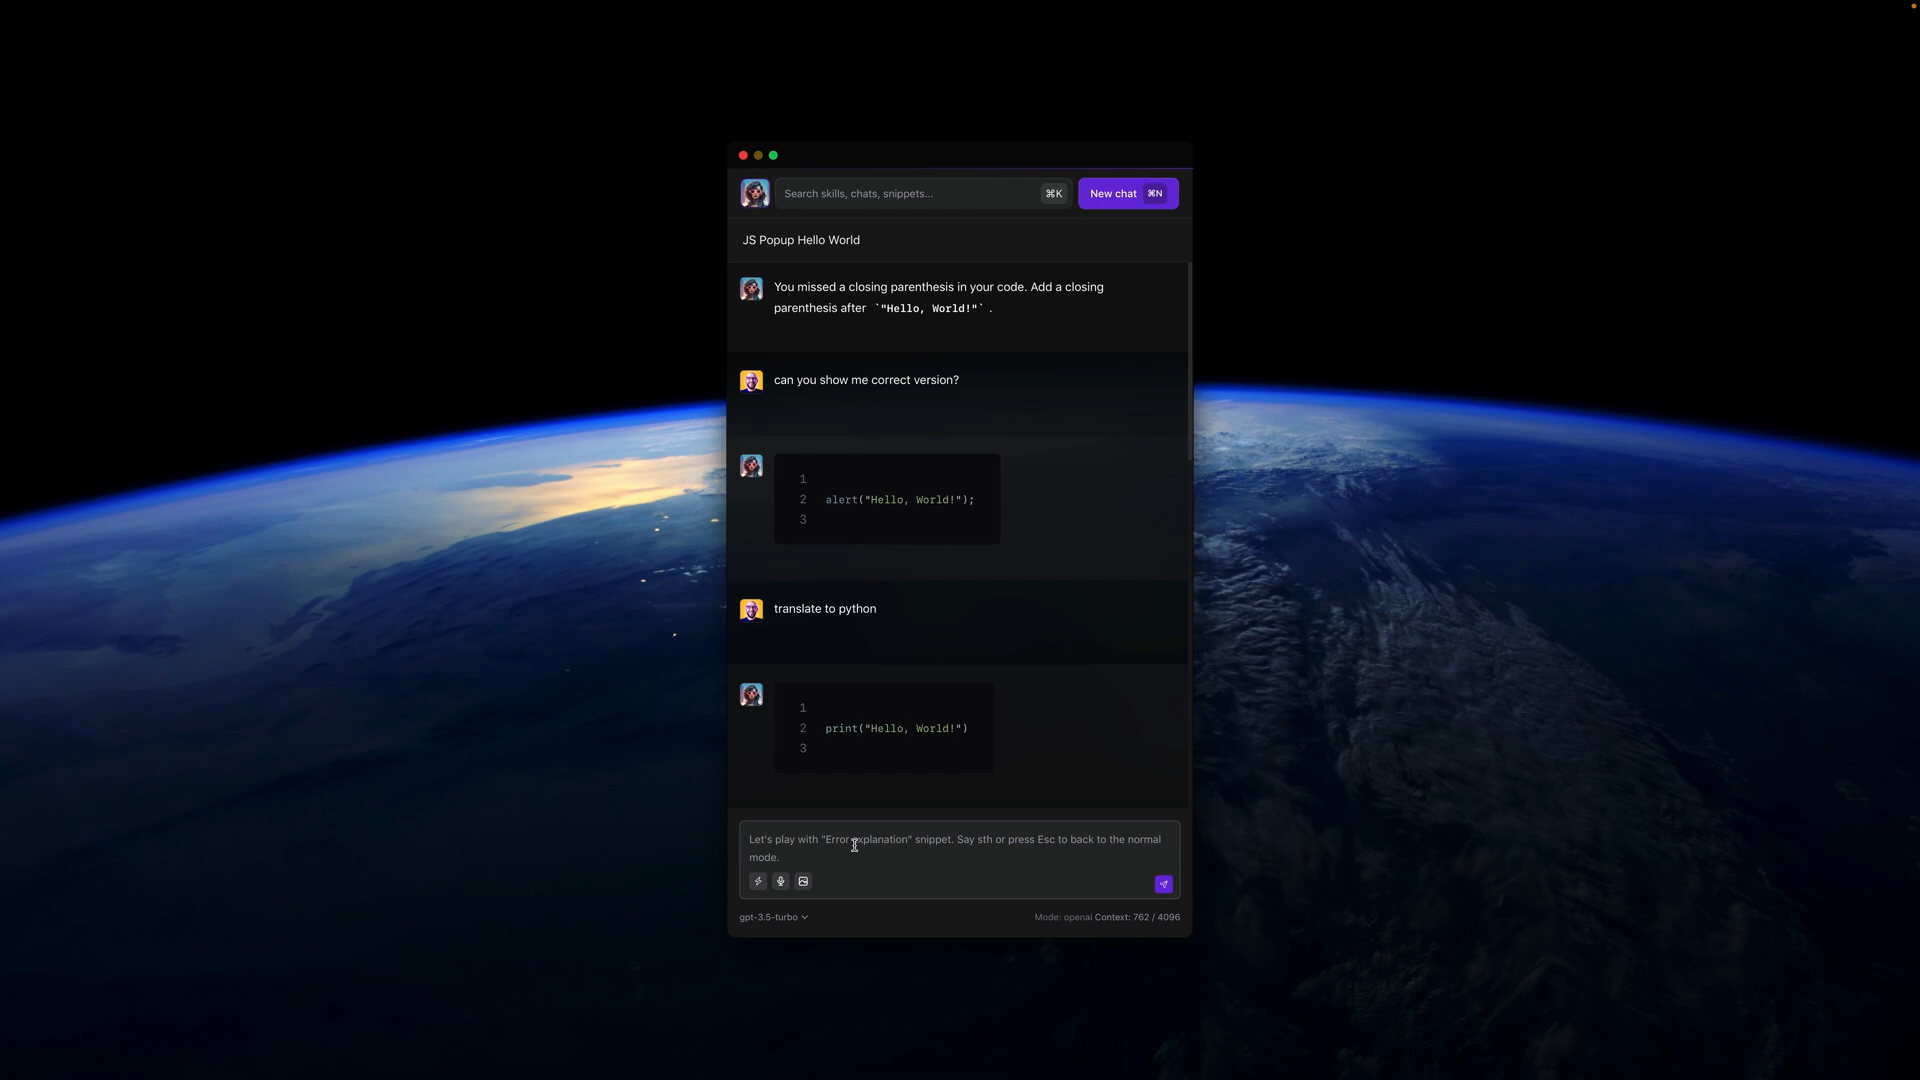 Search skills, chats, snippets...
⌘K
New chat ⌘N
JS Popup Hello World
You missed a closing parenthesis in your code. Add a closing
parenthesis after `"Hello, World!"` .
can you show me correct version?
1
2 alert("Hello, World!");
3
translate to python
1
2 print("Hello, World!")
3
Let's play with "Error explanation" snippet. Say sth or press Esc to back to the normal
mode.
gpt-3.5-turbo
Mode: openai Context: 762 / 4096